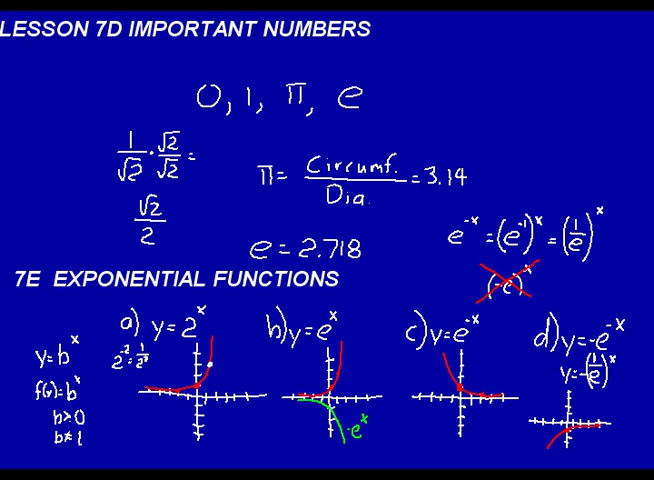 LESSON 7D IMPORTANT NUMBERS
0, 1, π, e
1/√2 · √2/√2 =
√2/2
π = Circumf./Dia. = 3.14
e = 2.718
e^-x = (e^-1)^x = (1/e)^x
(-e)^x
7E EXPONENTIAL FUNCTIONS
a) y = 2^x
b) y = e^x
c) y = e^-x
d) y = -e^-x
y = -(1/e)^x
y = b^x
f(x) = b^x
b > 0
b ≠ 1
-e^x